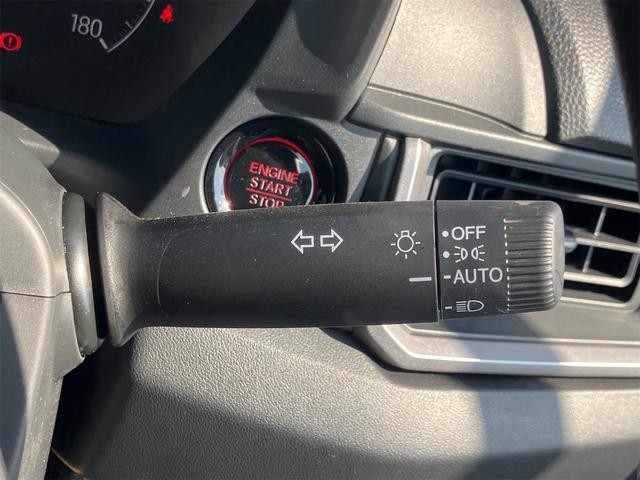 180
ENGINE
START
STOP
OFF
AUTO